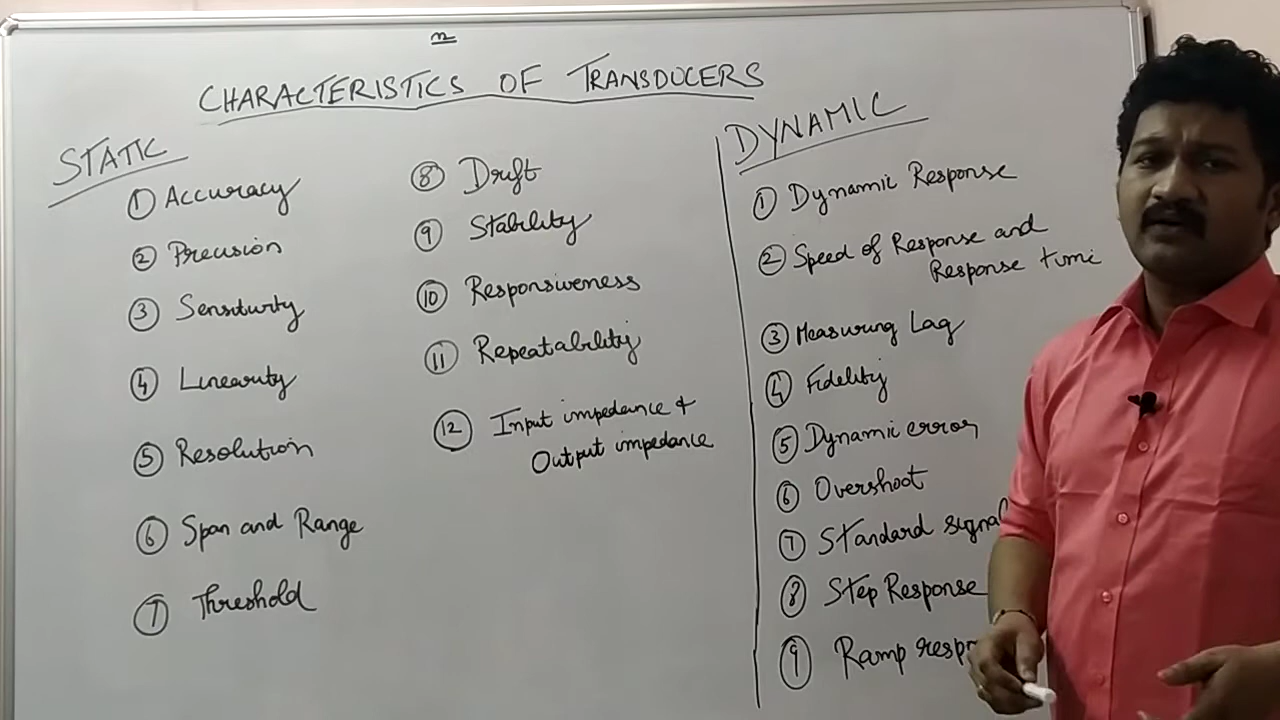 CHARACTERISTICS OF TRANSDUCERS
STATIC
① Accuracy
② Precision
③ Sensitivity
④ Linearity
⑤ Resolution
⑥ Span and Range
⑦ Threshold
⑧ Drift
⑨ Stability
⑩ Responsiveness
⑪ Repeatability
⑫ Input impedance &
Output impedance
DYNAMIC
① Dynamic Response
② Speed of Response and
Response time
③ Measuring Lag
④ Fidelity
⑤ Dynamic error
⑥ Overshoot
⑦ Standard signal
⑧ Step Response
⑨ Ramp resp